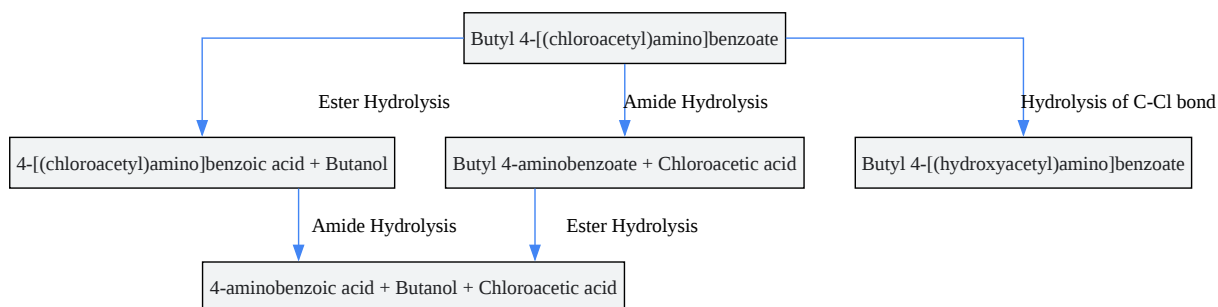 Butyl 4-[(chloroacetyl)amino]benzoate
Ester Hydrolysis
Amide Hydrolysis
Hydrolysis of C-Cl bond
4-[(chloroacetyl)amino]benzoic acid + Butanol
Butyl 4-aminobenzoate + Chloroacetic acid
Butyl 4-[(hydroxyacetyl)amino]benzoate
Amide Hydrolysis
Ester Hydrolysis
4-aminobenzoic acid + Butanol + Chloroacetic acid